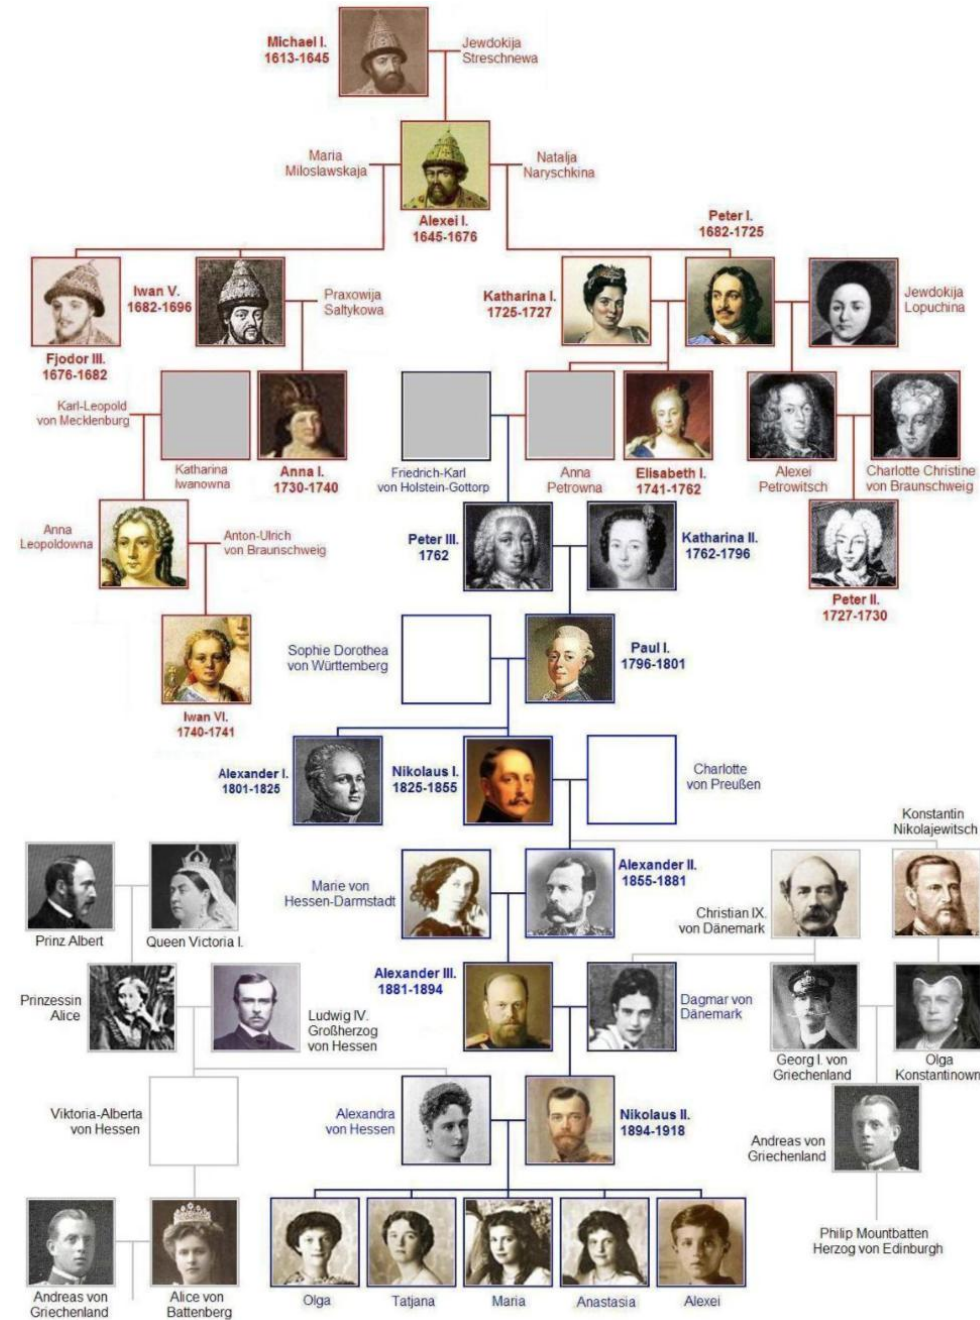 Michael I.
1613-1645
Jewdokija
Streschnewa
Maria
Miloslawskaja
Natalja
Naryschkina
Alexei I.
1645-1676
Peter I.
1682-1725
Iwan V.
1682-1696
Praxowija
Saltykowa
Katharina I.
1725-1727
Jewdokija
Lopuchina
Fjodor III.
1676-1682
Karl-Leopold
von Mecklenburg
Katharina
Iwanowna
Anna I.
1730-1740
Friedrich-Karl
von Holstein-Gottorp
Anna
Petrowna
Elisabeth I.
1741-1762
Alexei
Petrowitsch
Charlotte Christine
von Braunschweig
Anna
Leopoldowna
Anton-Ulrich
von Braunschweig
Peter III.
1762
Katharina II.
1762-1796
Peter II.
1727-1730
Sophie Dorothea
von Württemberg
Paul I.
1796-1801
Iwan VI.
1740-1741
Alexander I.
1801-1825
Nikolaus I.
1825-1855
Charlotte
von Preußen
Konstantin
Nikolajewitsch
Marie von
Hessen-Darmstadt
Alexander II.
1855-1881
Christian IX.
von Dänemark
Prinz Albert
Queen Victoria I.
Prinzessin
Alice
Ludwig IV.
Großherzog
von Hessen
Alexander III.
1881-1894
Dagmar von
Dänemark
Georg I. von
Griechenland
Olga
Konstantinown
Viktoria-Alberta
von Hessen
Alexandra
von Hessen
Nikolaus II.
1894-1918
Andreas von
Griechenland
Philip Mountbatten
Herzog von Edinburgh
Andreas von
Griechenland
Alice von
Battenberg
Olga
Tatjana
Maria
Anastasia
Alexei